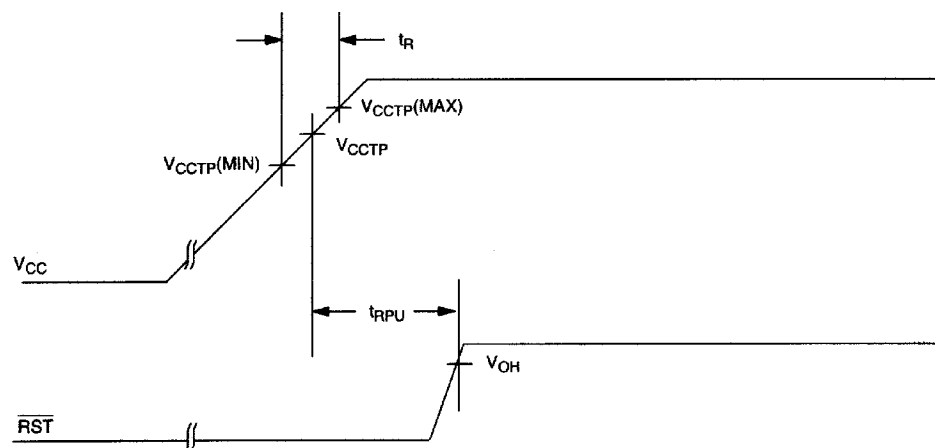 tR
VCCTP(MAX)
VCCTP
VCCTP(MIN)
VCC
tRPU
VOH
RST